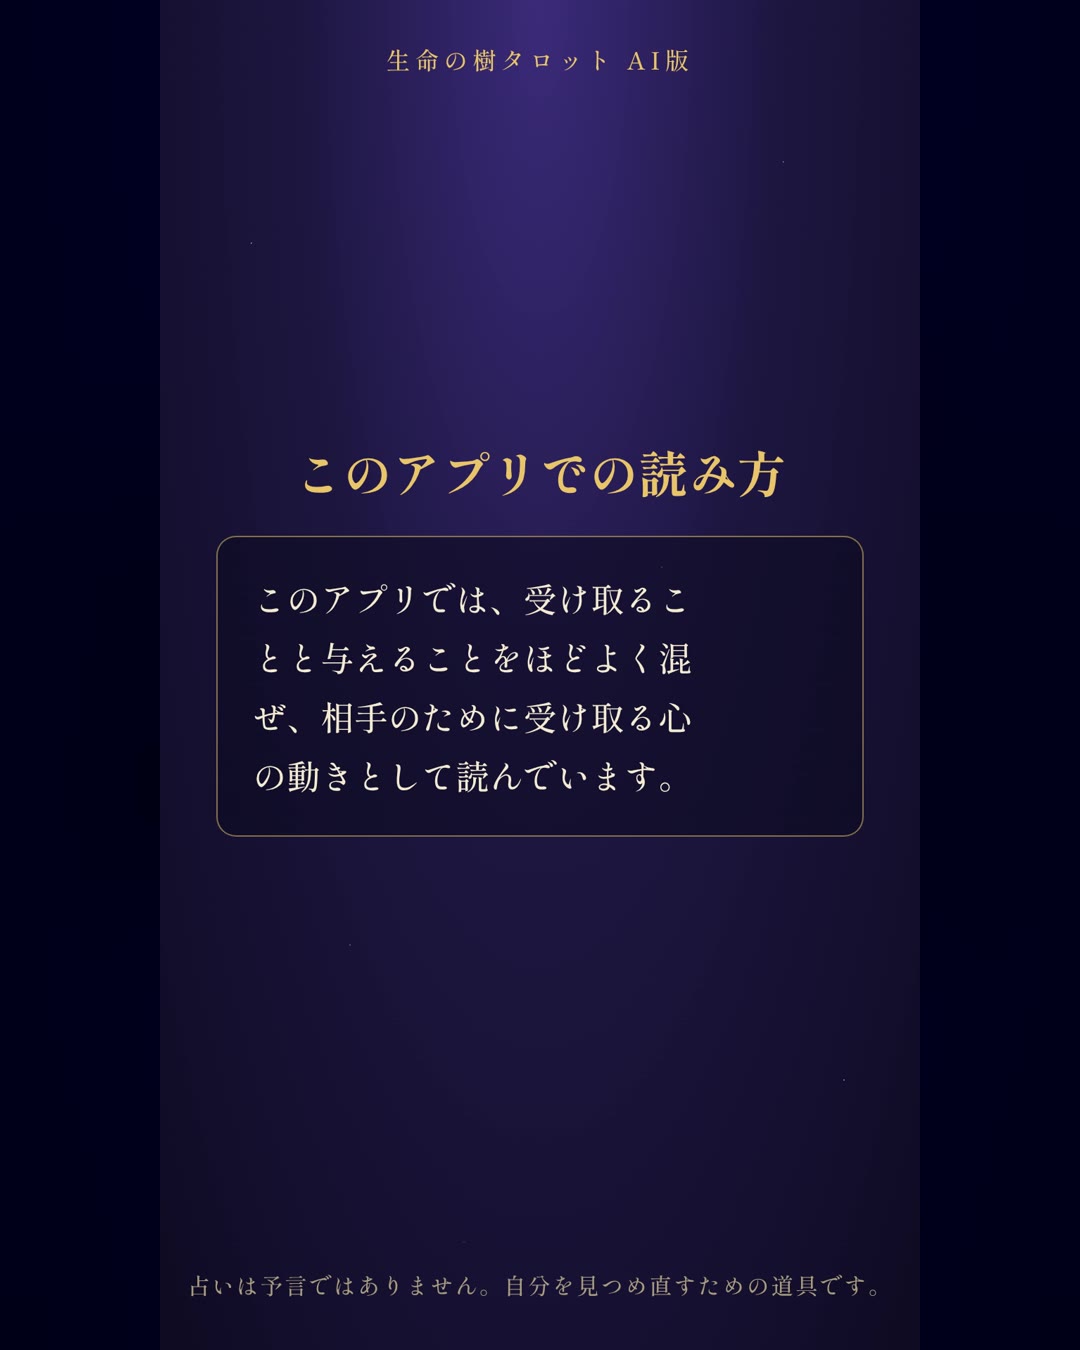 生命の樹タロット AI版
このアプリでの読み方
このアプリでは、受け取るこ
とと与えることをほどよく混
ぜ、相手のために受け取る心
の動きとして読んでいます。
占いは予言ではありません。自分を見つめ直すための道具です。